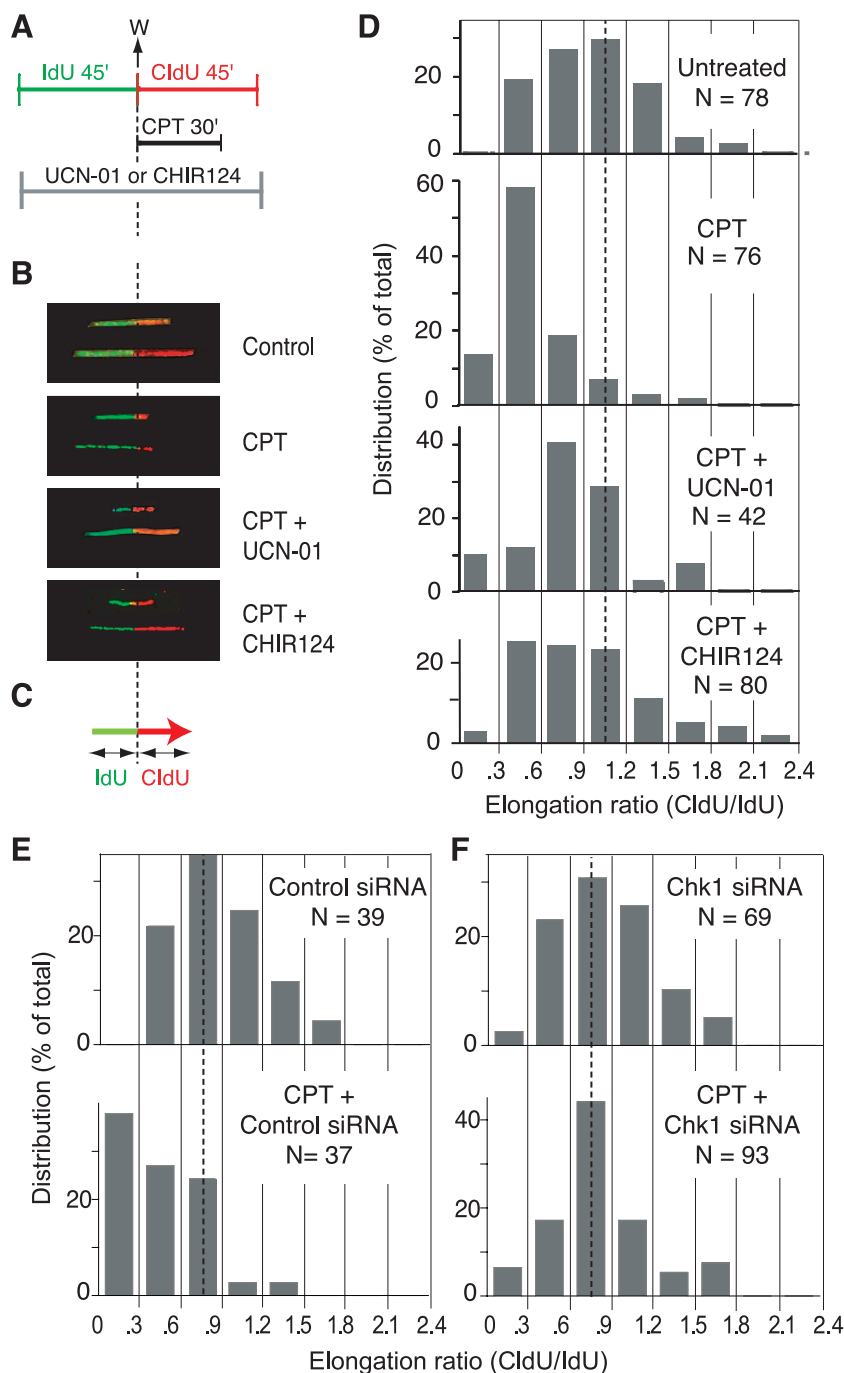 A
W
IdU 45'
CldU 45'
CPT 30'
UCN-01 or CHIR124
B
Control
CPT
CPT +
UCN-01
CPT +
CHIR124
C
IdU
CldU
D
Distribution (% of total)
20
0
Untreated
N = 78
60
40
20
0
CPT
N = 76
40
20
0
CPT +
UCN-01
N = 42
20
0
CPT +
CHIR124
N = 80
0 .3 .6 .9 1.2 1.5 1.8 2.1 2.4
Elongation ratio (CldU/IdU)
E
Distribution (% of total)
20
0
Control siRNA
N = 39
20
0
CPT +
Control siRNA
N= 37
0 .3 .6 .9 1.2 1.5 1.8 2.1 2.4
F
20
0
Chk1 siRNA
N = 69
40
20
0
CPT +
Chk1 siRNA
N = 93
0 .3 .6 .9 1.2 1.5 1.8 2.1 2.4
Elongation ratio (CldU/IdU)